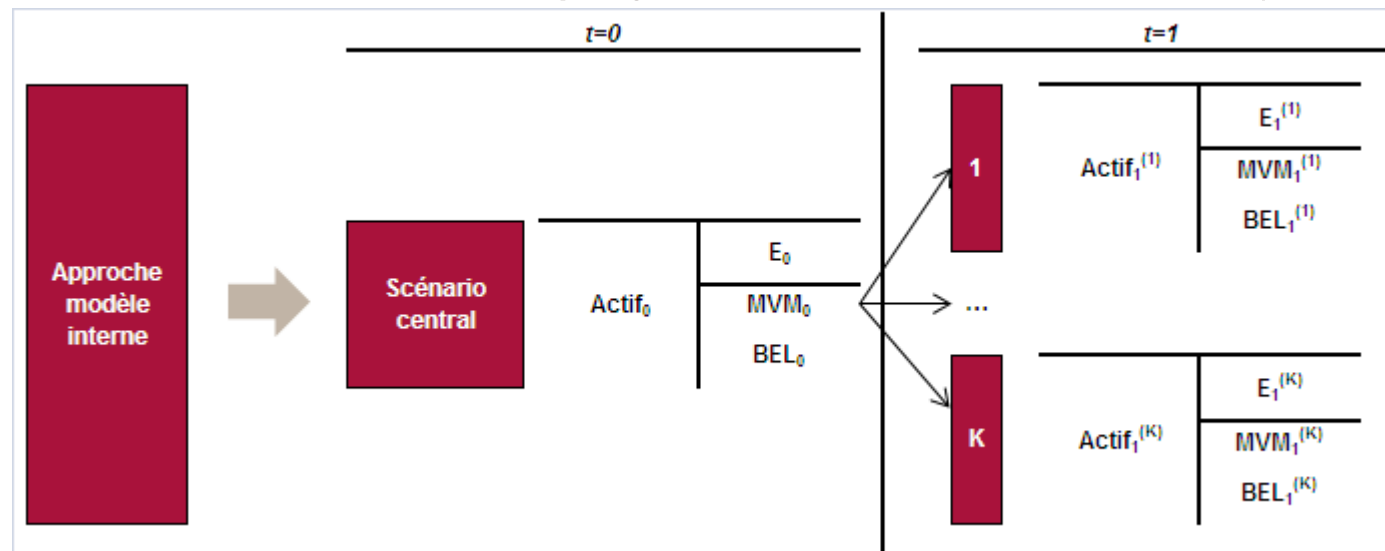 t=0
t=1
Approche
modèle
interne
Scénario
central
Actif₀
E₀
MVM₀
BEL₀
1
Actif₁⁽¹⁾
E₁⁽¹⁾
MVM₁⁽¹⁾
BEL₁⁽¹⁾
...
K
Actif₁⁽ᴷ⁾
E₁⁽ᴷ⁾
MVM₁⁽ᴷ⁾
BEL₁⁽ᴷ⁾